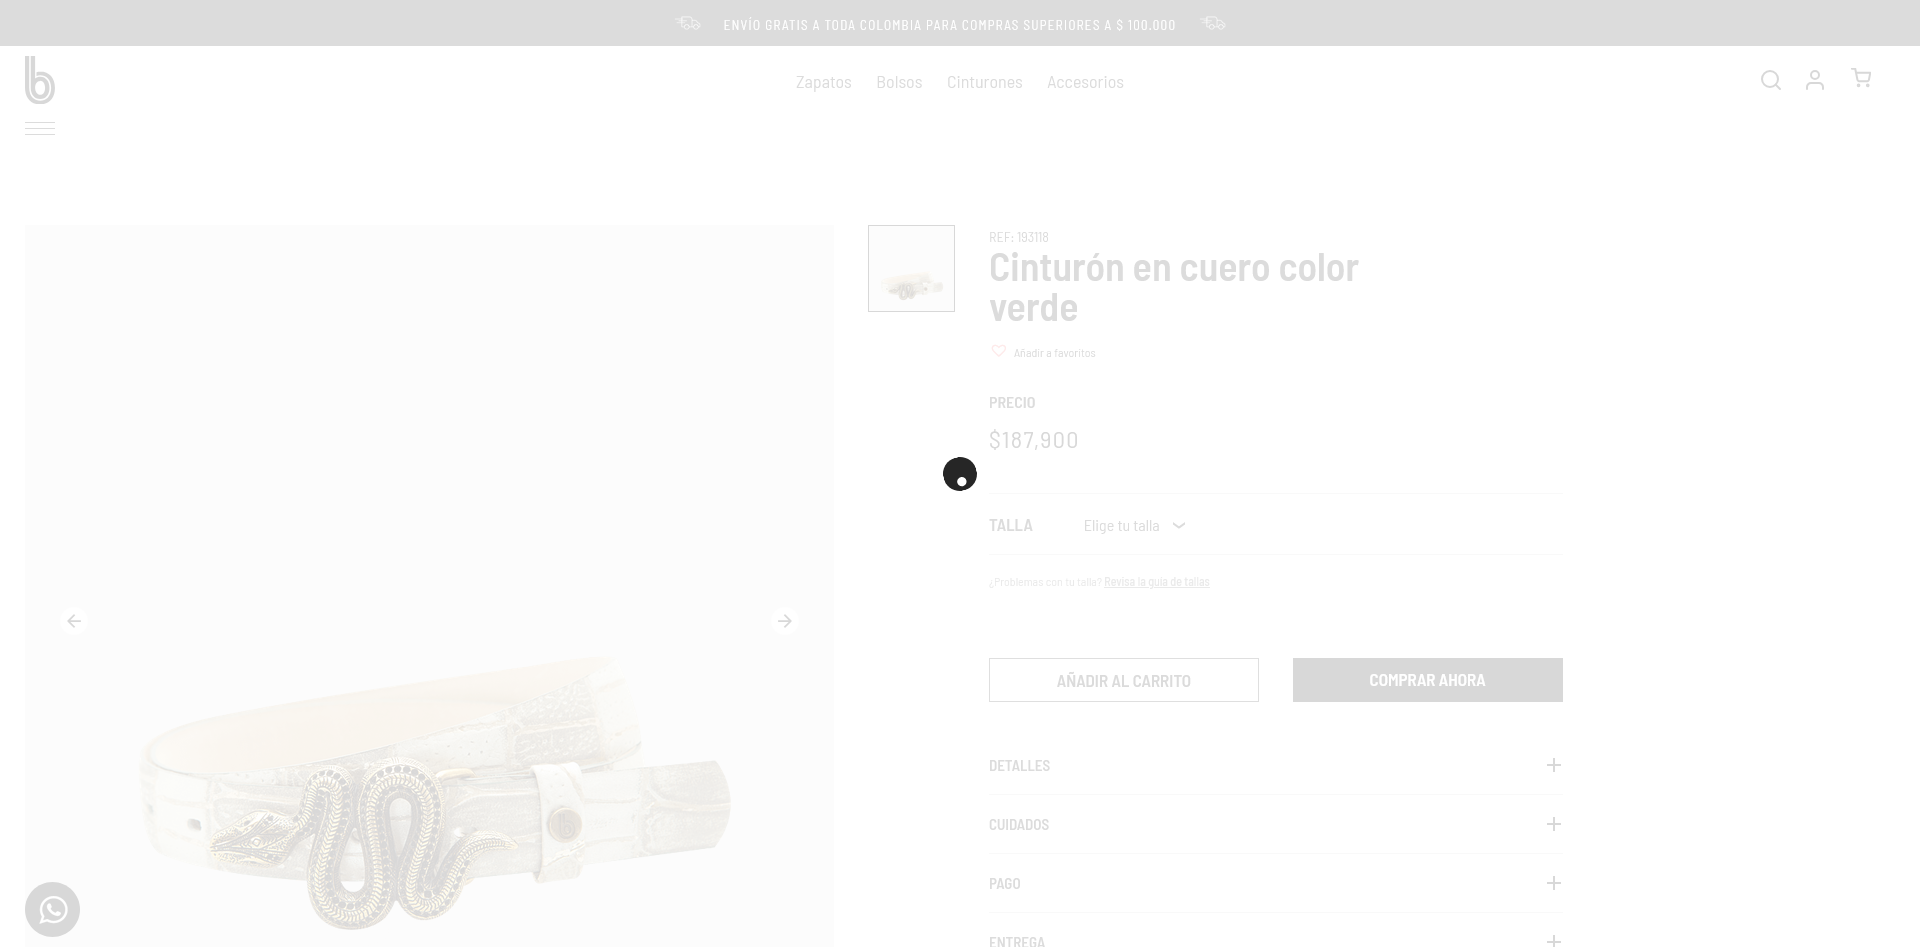 ENVÍO GRATIS A TODA COLOMBIA PARA COMPRAS SUPERIORES A $ 100.000
b
Zapatos Bolsos Cinturones Accesorios
REF: 193118
Cinturón en cuero color
verde
Añadir a favoritos
PRECIO
$187,900
TALLA Elige tu talla
¿Problemas con tu talla? Revisa la guía de tallas
AÑADIR AL CARRITO COMPRAR AHORA
DETALLES
CUIDADOS
PAGO
ENTREGA